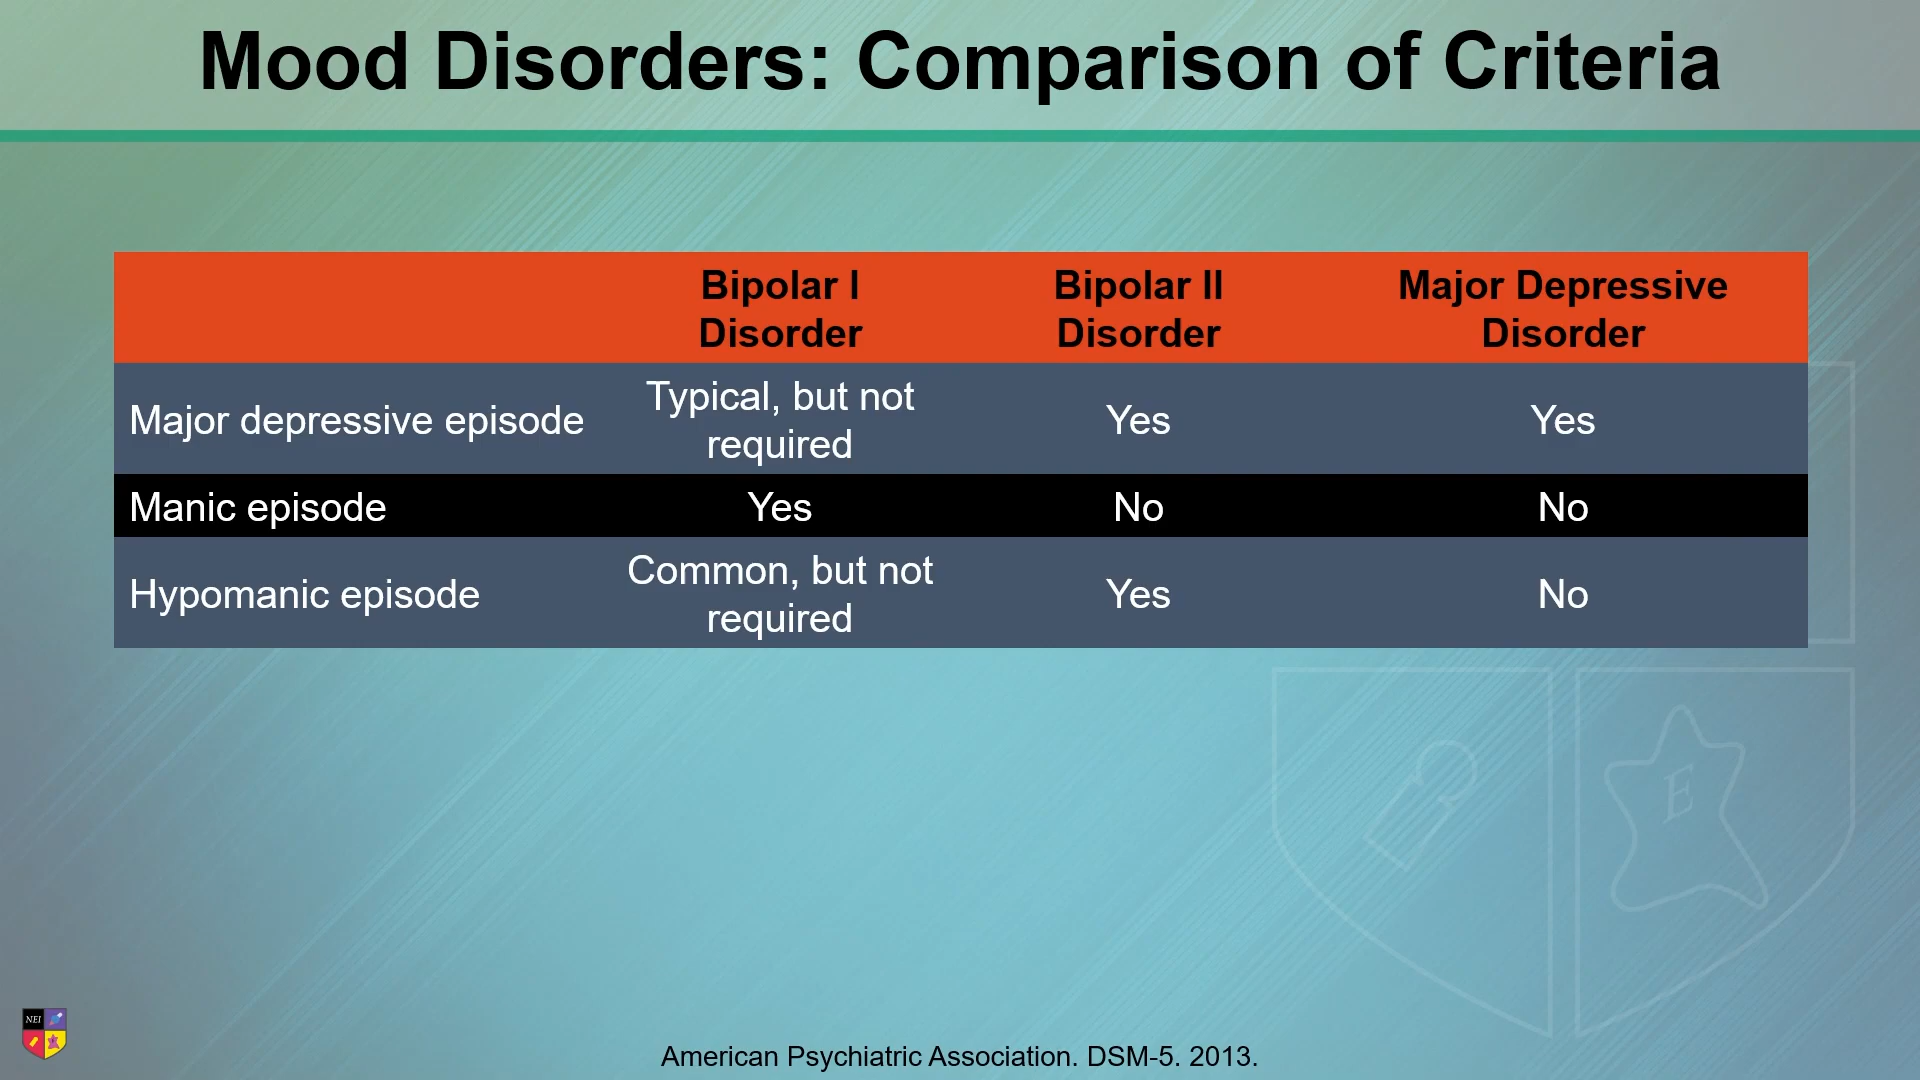 Mood Disorders: Comparison of Criteria
Bipolar I Disorder
Bipolar II Disorder
Major Depressive Disorder
Major depressive episode
Typical, but not required
Yes
Yes
Manic episode
Yes
No
No
Hypomanic episode
Common, but not required
Yes
No
E
NEI
American Psychiatric Association. DSM-5. 2013.